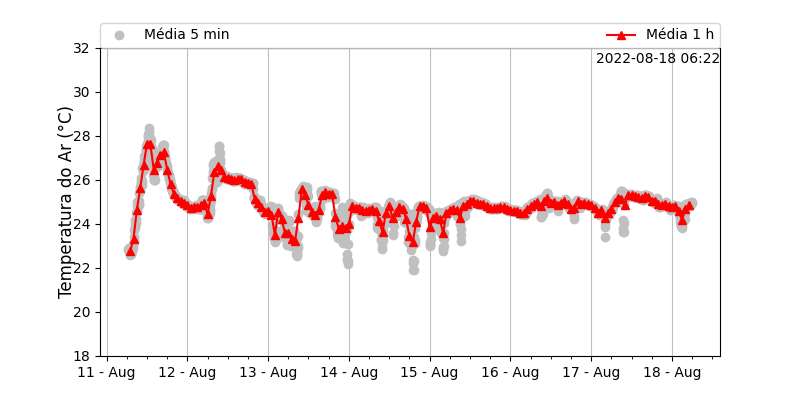 Média 5 min
Média 1 h
2022-08-18 06:22
Temperatura do Ar (°C)
32
30
28
26
24
22
20
18
11 - Aug
12 - Aug
13 - Aug
14 - Aug
15 - Aug
16 - Aug
17 - Aug
18 - Aug